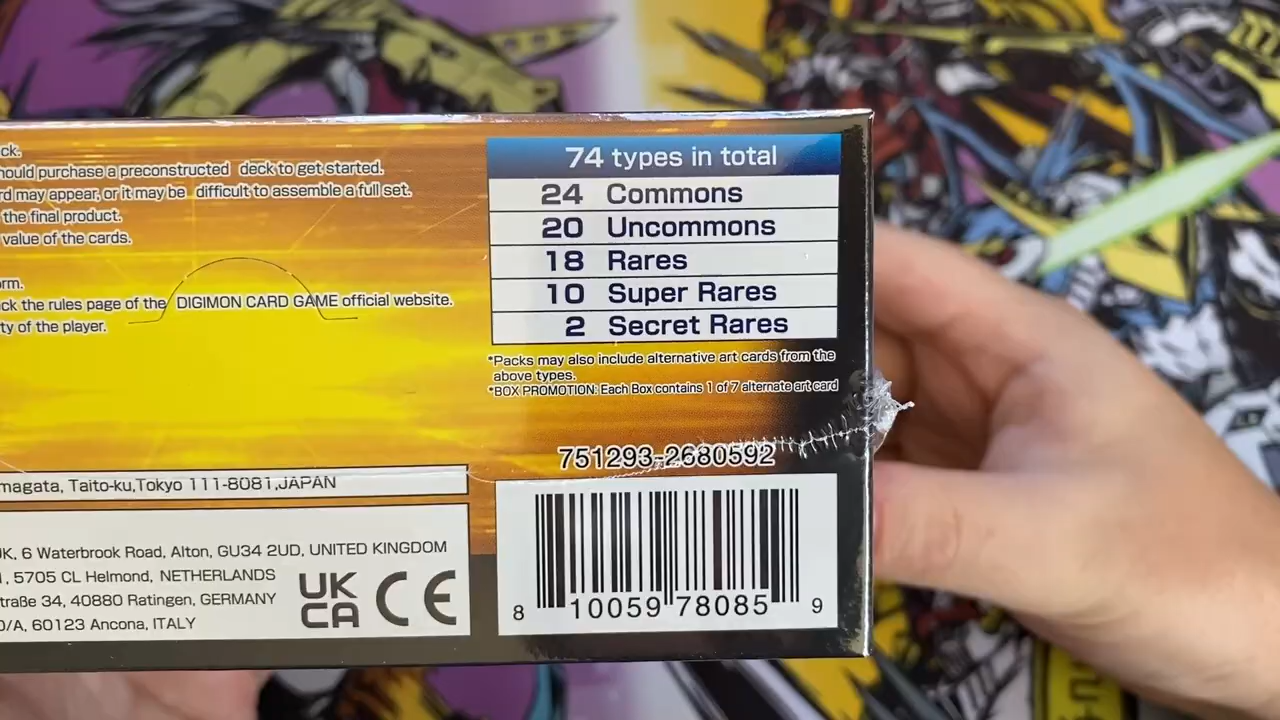 ck.
hould purchase a preconstructed deck to get started.
rd may appear, or it may be difficult to assemble a full set.
the final product.
value of the cards.
orm.
ck the rules page of the DIGIMON CARD GAME official website.
ty of the player.
74 types in total
24 Commons
20 Uncommons
18 Rares
10 Super Rares
2 Secret Rares
*Packs may also include alternative art cards from the
above types.
*BOX PROMOTION: Each Box contains 1 of 7 alternate art card
751293-2680592
magata, Taito-ku,Tokyo 111-8081,JAPAN
UK, 6 Waterbrook Road, Alton, GU34 2UD, UNITED KINGDOM
, 5705 CL Helmond, NETHERLANDS
traße 34, 40880 Ratingen, GERMANY
0/A, 60123 Ancona, ITALY
UK
CA CE
8 10059 78085 9